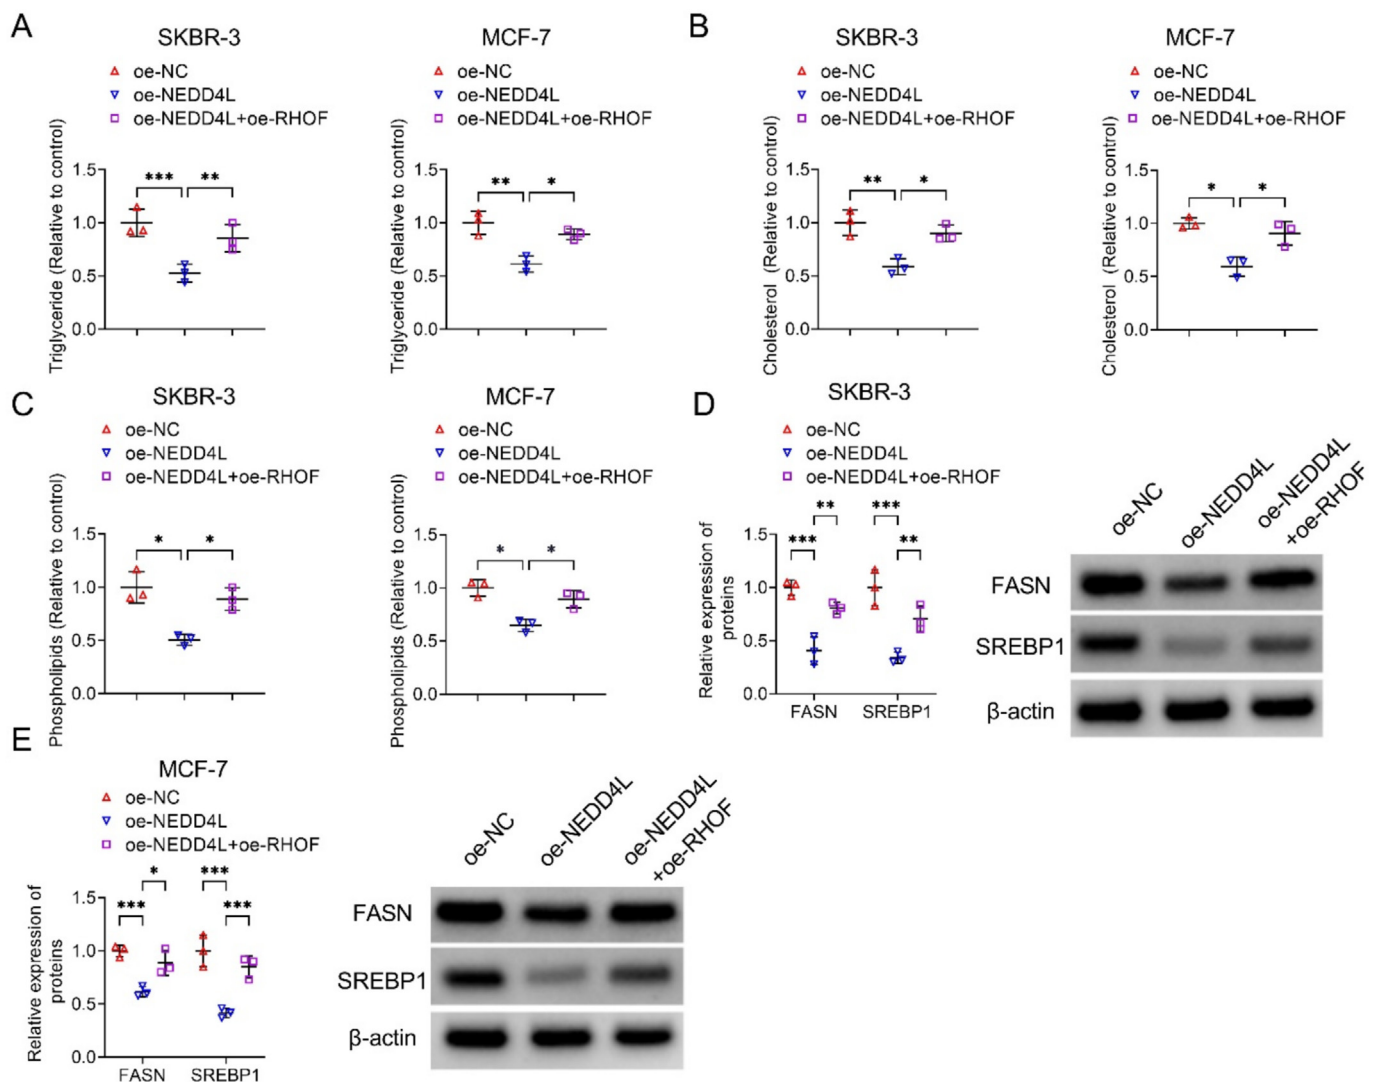 A
SKBR-3
oe-NC
oe-NEDD4L
oe-NEDD4L+oe-RHOF
Triglyceride (Relative to control)
1.5
1.0
0.5
0.0
***
**
MCF-7
oe-NC
oe-NEDD4L
oe-NEDD4L+oe-RHOF
Triglyceride (Relative to control)
1.5
1.0
0.5
0.0
**
*
B
SKBR-3
oe-NC
oe-NEDD4L
oe-NEDD4L+oe-RHOF
Cholesterol (Relative to control)
1.5
1.0
0.5
0.0
**
*
MCF-7
oe-NC
oe-NEDD4L
oe-NEDD4L+oe-RHOF
Cholesterol (Relative to control)
1.5
1.0
0.5
0.0
*
*
C
SKBR-3
oe-NC
oe-NEDD4L
oe-NEDD4L+oe-RHOF
Phospholipids (Relative to control)
1.5
1.0
0.5
0.0
*
*
MCF-7
oe-NC
oe-NEDD4L
oe-NEDD4L+oe-RHOF
Phospholipids (Relative to control)
1.5
1.0
0.5
0.0
*
*
D
SKBR-3
oe-NC
oe-NEDD4L
oe-NEDD4L+oe-RHOF
Relative expression of
proteins
1.5
1.0
0.5
0.0
***
**
***
**
FASN
SREBP1
oe-NC
oe-NEDD4L
oe-NEDD4L
+oe-RHOF
FASN
SREBP1
β-actin
E
MCF-7
oe-NC
oe-NEDD4L
oe-NEDD4L+oe-RHOF
Relative expression of
proteins
1.5
1.0
0.5
0.0
***
*
***
***
FASN
SREBP1
oe-NC
oe-NEDD4L
oe-NEDD4L
+oe-RHOF
FASN
SREBP1
β-actin